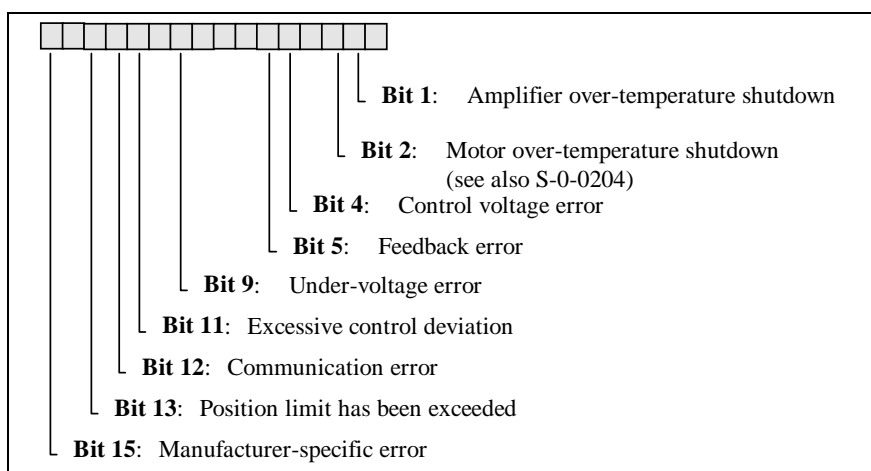 Bit 1: Amplifier over-temperature shutdown
Bit 2: Motor over-temperature shutdown
(see also S-0-0204)
Bit 4: Control voltage error
Bit 5: Feedback error
Bit 9: Under-voltage error
Bit 11: Excessive control deviation
Bit 12: Communication error
Bit 13: Position limit has been exceeded
Bit 15: Manufacturer-specific error